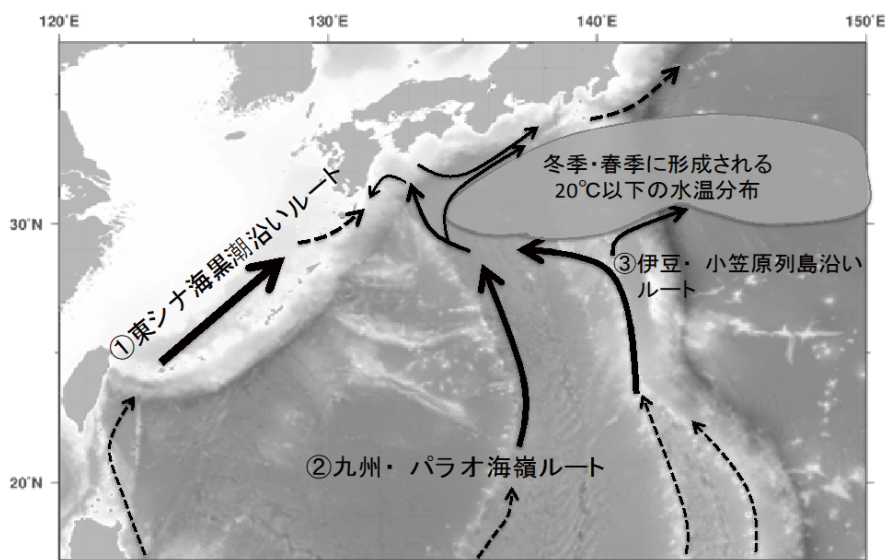 120°E
130°E
140°E
150°E
30°N
20°N
冬季・春季に形成される
20℃以下の水温分布
①東シナ海黒潮沿いルート
③伊豆・小笠原列島沿い
ルート
②九州・パラオ海嶺ルート
30°N
20°N